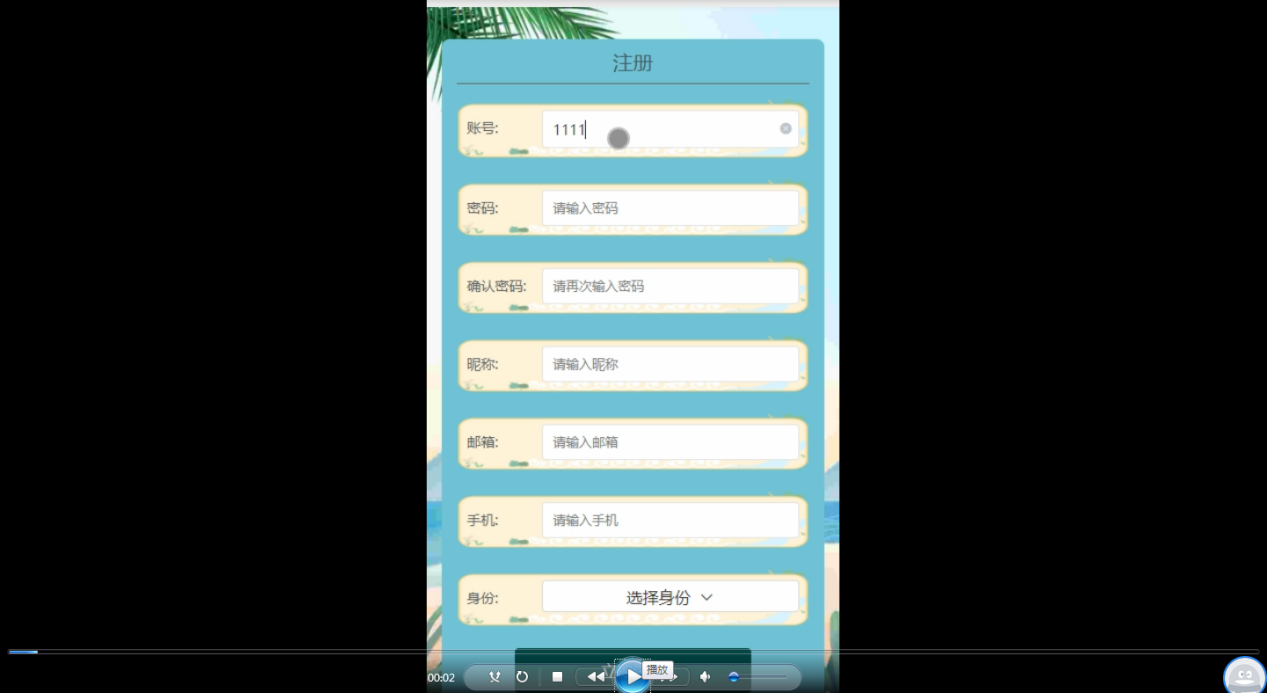 注册
账号: 1111
密码: 请输入密码
确认密码: 请再次输入密码
昵称: 请输入昵称
邮箱: 请输入邮箱
手机: 请输入手机
身份: 选择身份
00:02
播放